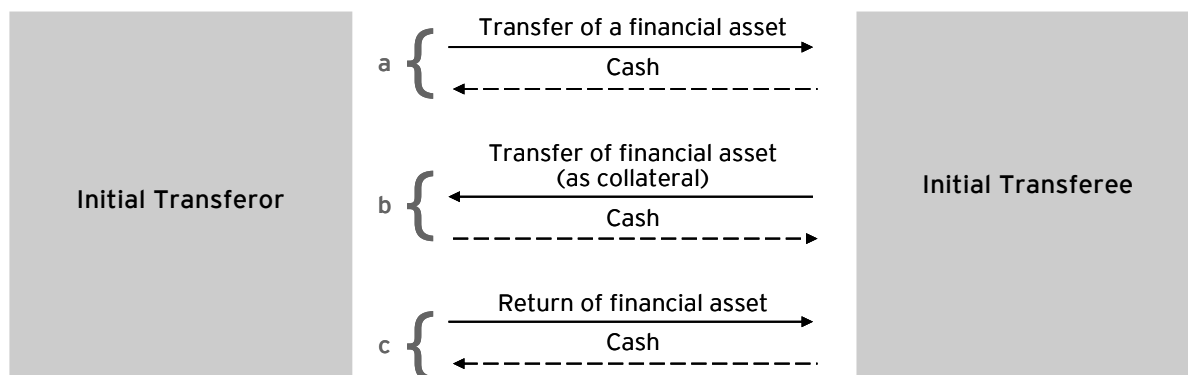 Transfer of a financial asset
a
Cash
Transfer of financial asset
(as collateral)
Initial Transferor
Initial Transferee
b
Cash
Return of financial asset
c
Cash